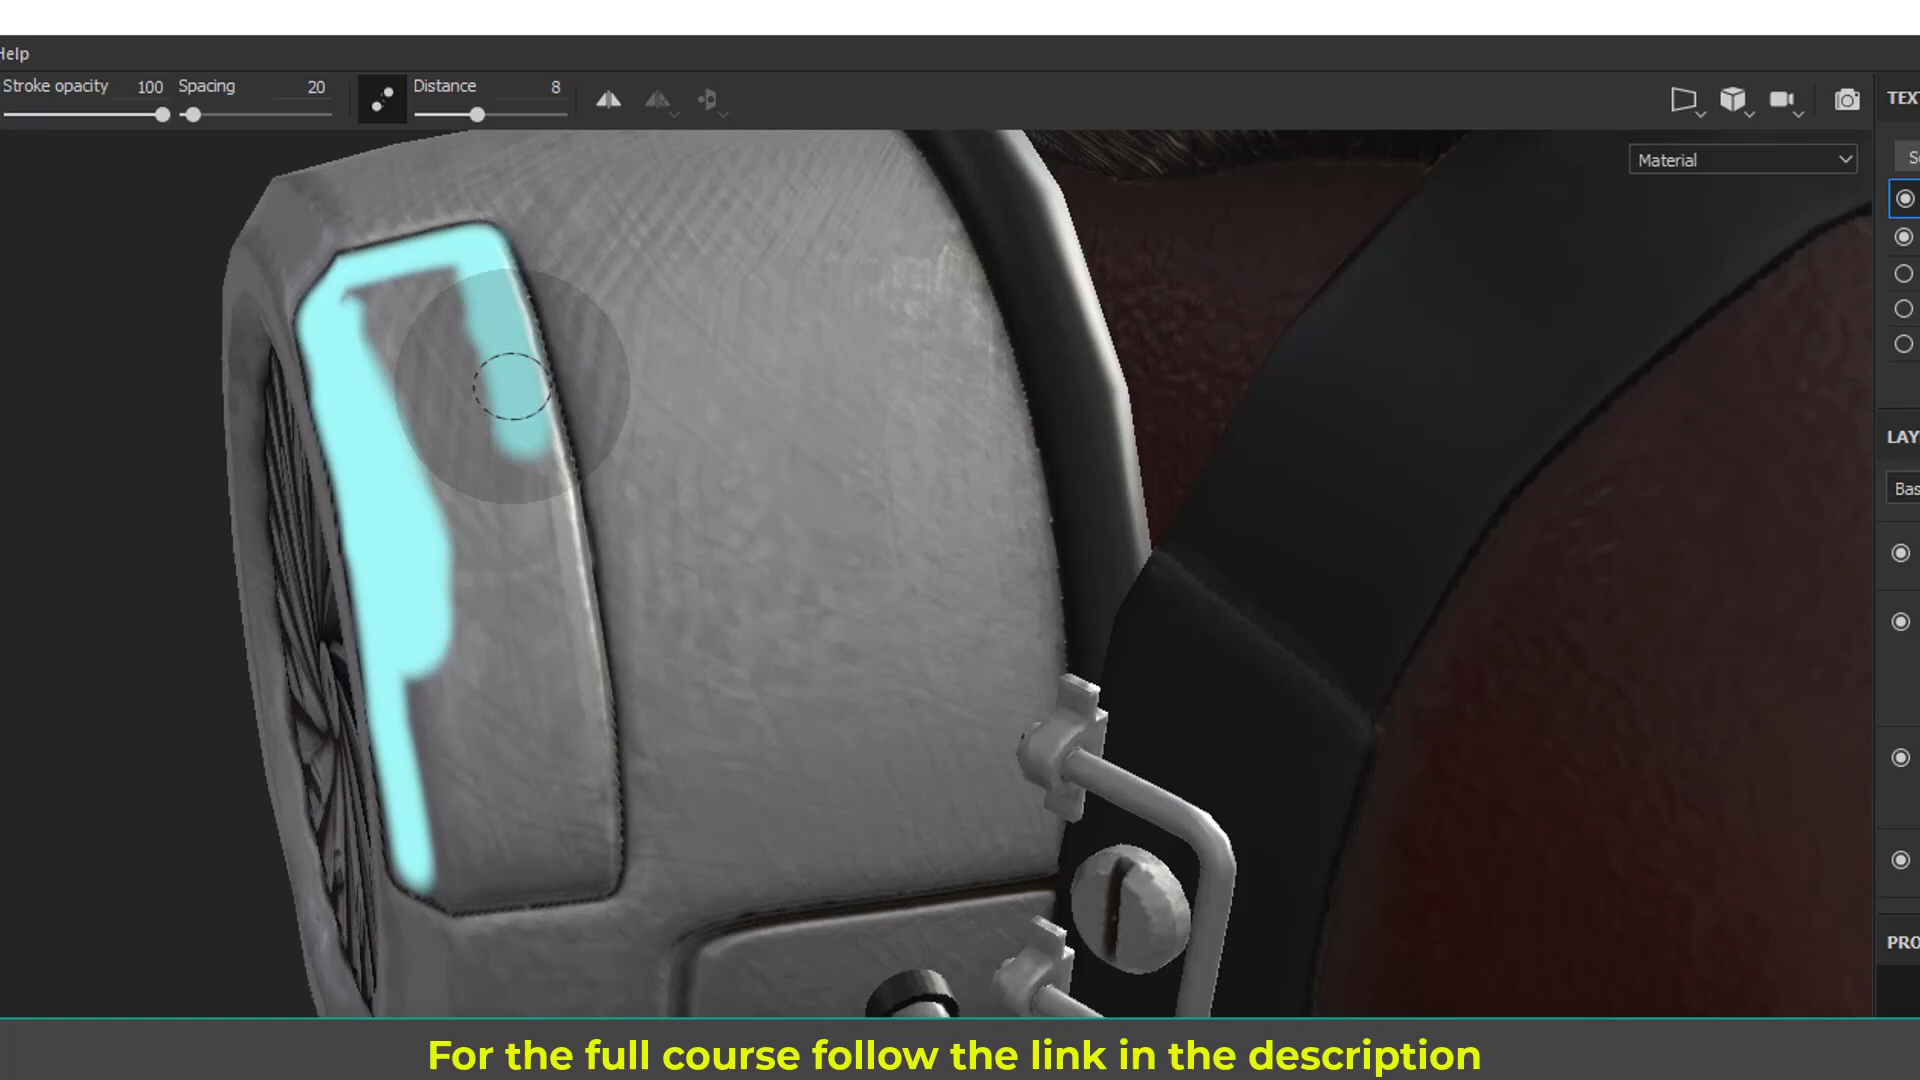 Help
Stroke opacity 100 Spacing 20 Distance 8
TEXT
Material
LAY
Bas
PRO
For the full course follow the link in the description